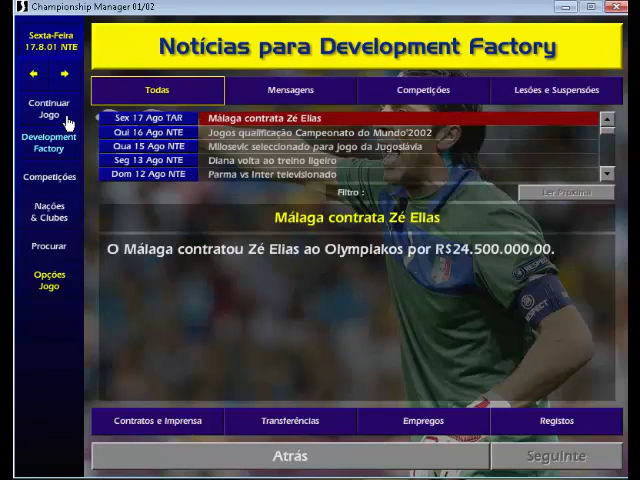 Championship Manager 01/02
Sexta-Feira
17.8.01 NTE
Continuar
Jogo
Development
Factory
Competições
Nações
& Clubes
Procurar
Opções
Jogo
Notícias para Development Factory
Todas
Mensagens
Competições
Lesões e Suspensões
Sex 17 Ago TAR Málaga contrata Zé Elias
Qui 16 Ago NTE Jogos qualificação Campeonato do Mundo'2002
Qua 15 Ago NTE Milosevic seleccionado para jogo da Jugoslávia
Seg 13 Ago NTE Diana volta ao treino ligeiro
Dom 12 Ago NTE Parma vs Inter televisionado
Filtro :
Ler Próxima
Málaga contrata Zé Elias
O Málaga contratou Zé Elias ao Olympiakos por R$24.500.000,00.
RESPECT
Contratos e Imprensa
Transferências
Empregos
Registos
Atrás
Seguinte